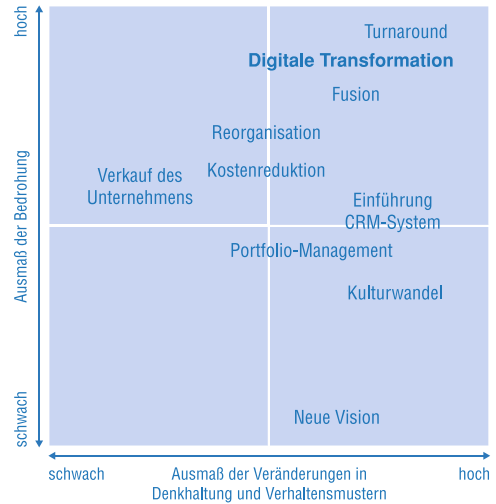 hoch
Ausmaß der Bedrohung
schwach
Turnaround
Digitale Transformation
Fusion
Reorganisation
Kostenreduktion
Verkauf des
Unternehmens
Einführung
CRM-System
Portfolio-Management
Kulturwandel
Neue Vision
schwach
Ausmaß der Veränderungen in
Denkhaltung und Verhaltensmustern
hoch